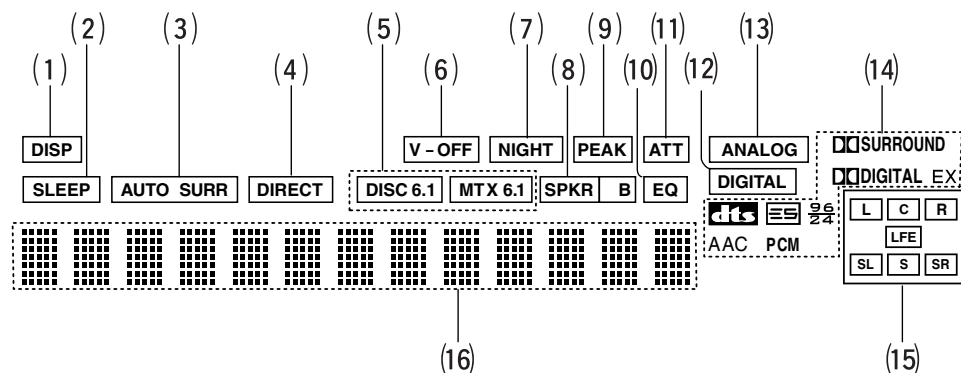 (1) (2) (3) (4) (5) (6) (7) (8) (9) (10) (11) (12) (13) (14)
DISP V – OFF NIGHT PEAK ATT ANALOG SURROUND
SLEEP AUTO SURR DIRECT DISC 6.1 MTX 6.1 SPKR B EQ DIGITAL DIGITAL EX
dts ES 96/24 L C R
AAC PCM LFE
SL S SR
(16) (15)